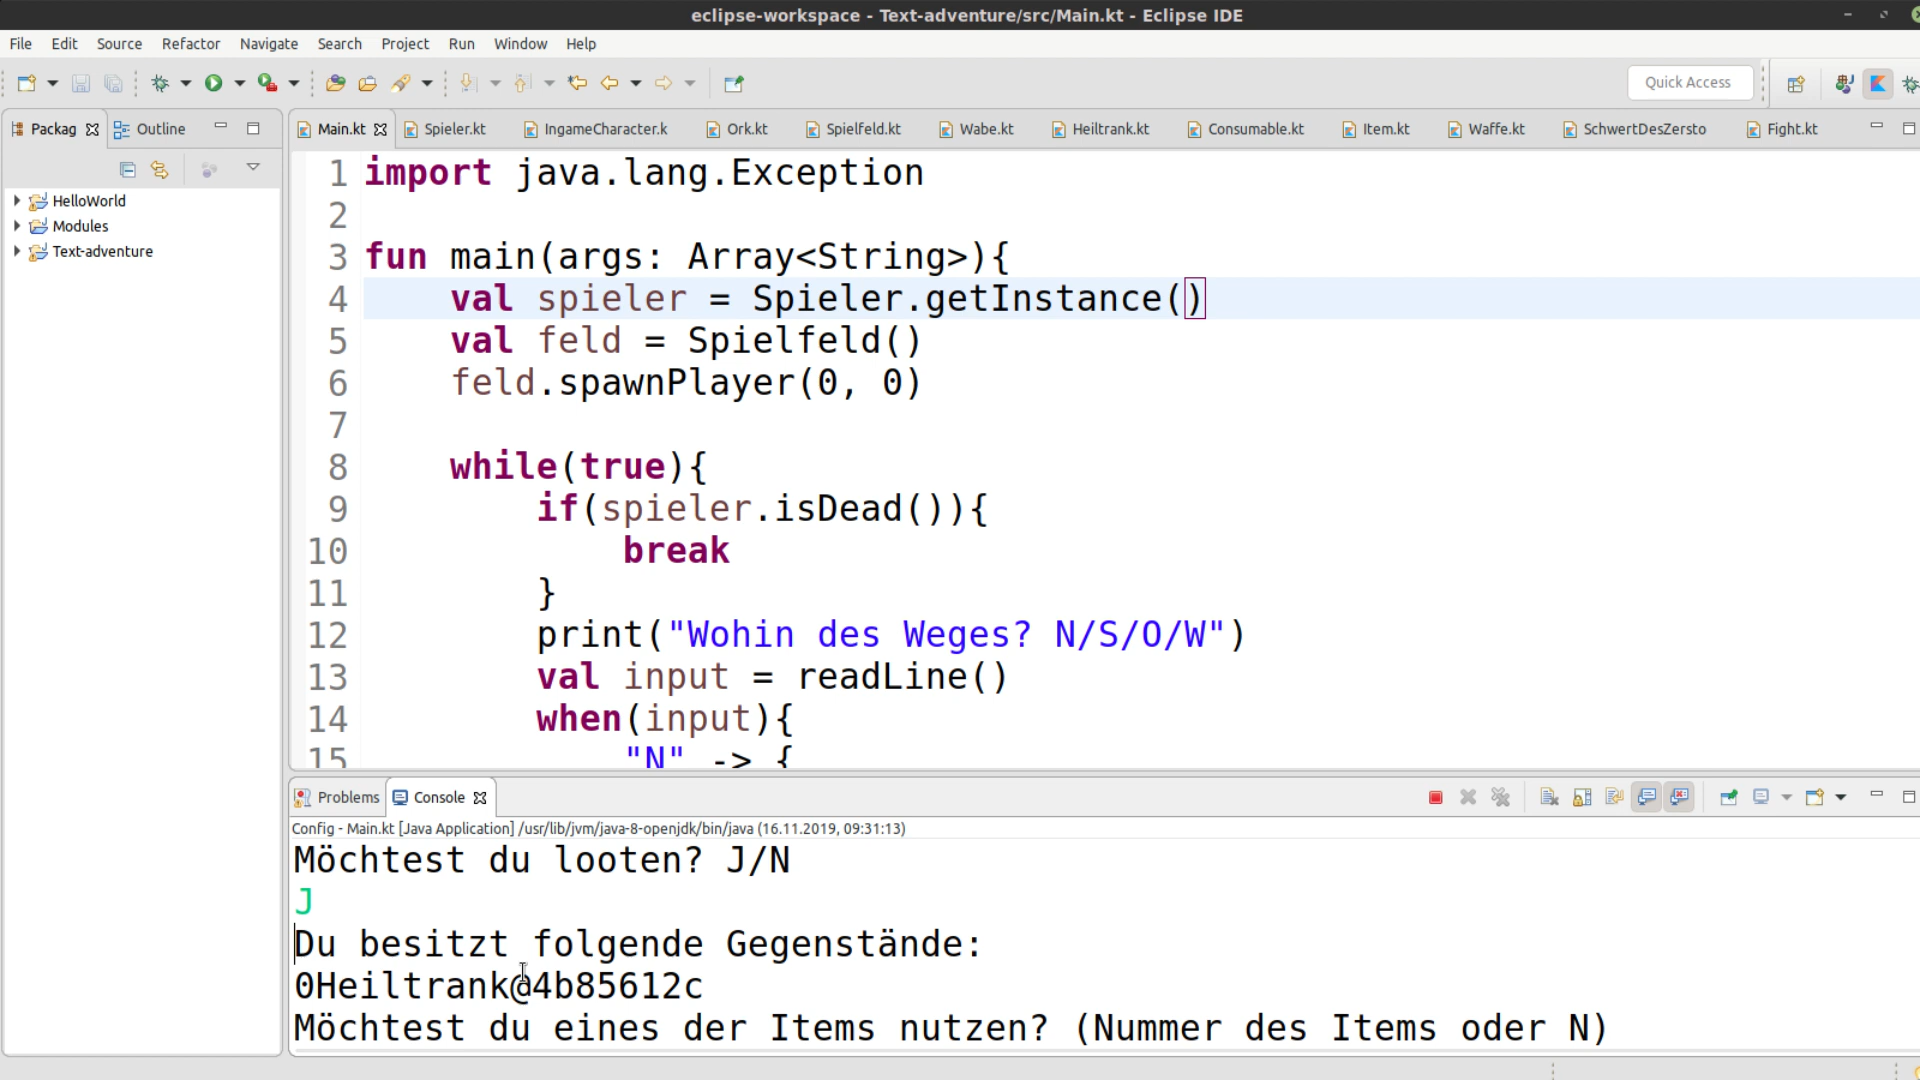 eclipse-workspace - Text-adventure/src/Main.kt - Eclipse IDE
File Edit Source Refactor Navigate Search Project Run Window Help
Quick Access
Packag Outline
Main.kt Spieler.kt IngameCharacter.k Ork.kt Spielfeld.kt Wabe.kt Heiltrank.kt Consumable.kt Item.kt Waffe.kt SchwertDesZersto Fight.kt
HelloWorld
Modules
Text-adventure
1 import java.lang.Exception
2
3 fun main(args: Array<String>){
4 val spieler = Spieler.getInstance()
5 val feld = Spielfeld()
6 feld.spawnPlayer(0, 0)
7
8 while(true){
9 if(spieler.isDead()){
10 break
11 }
12 print("Wohin des Weges? N/S/O/W")
13 val input = readLine()
14 when(input){
15 "N" -> {
Problems Console
Config - Main.kt [Java Application] /usr/lib/jvm/java-8-openjdk/bin/java (16.11.2019, 09:31:13)
Möchtest du looten? J/N
J
Du besitzt folgende Gegenstände:
0Heiltrank@4b85612c
Möchtest du eines der Items nutzen? (Nummer des Items oder N)